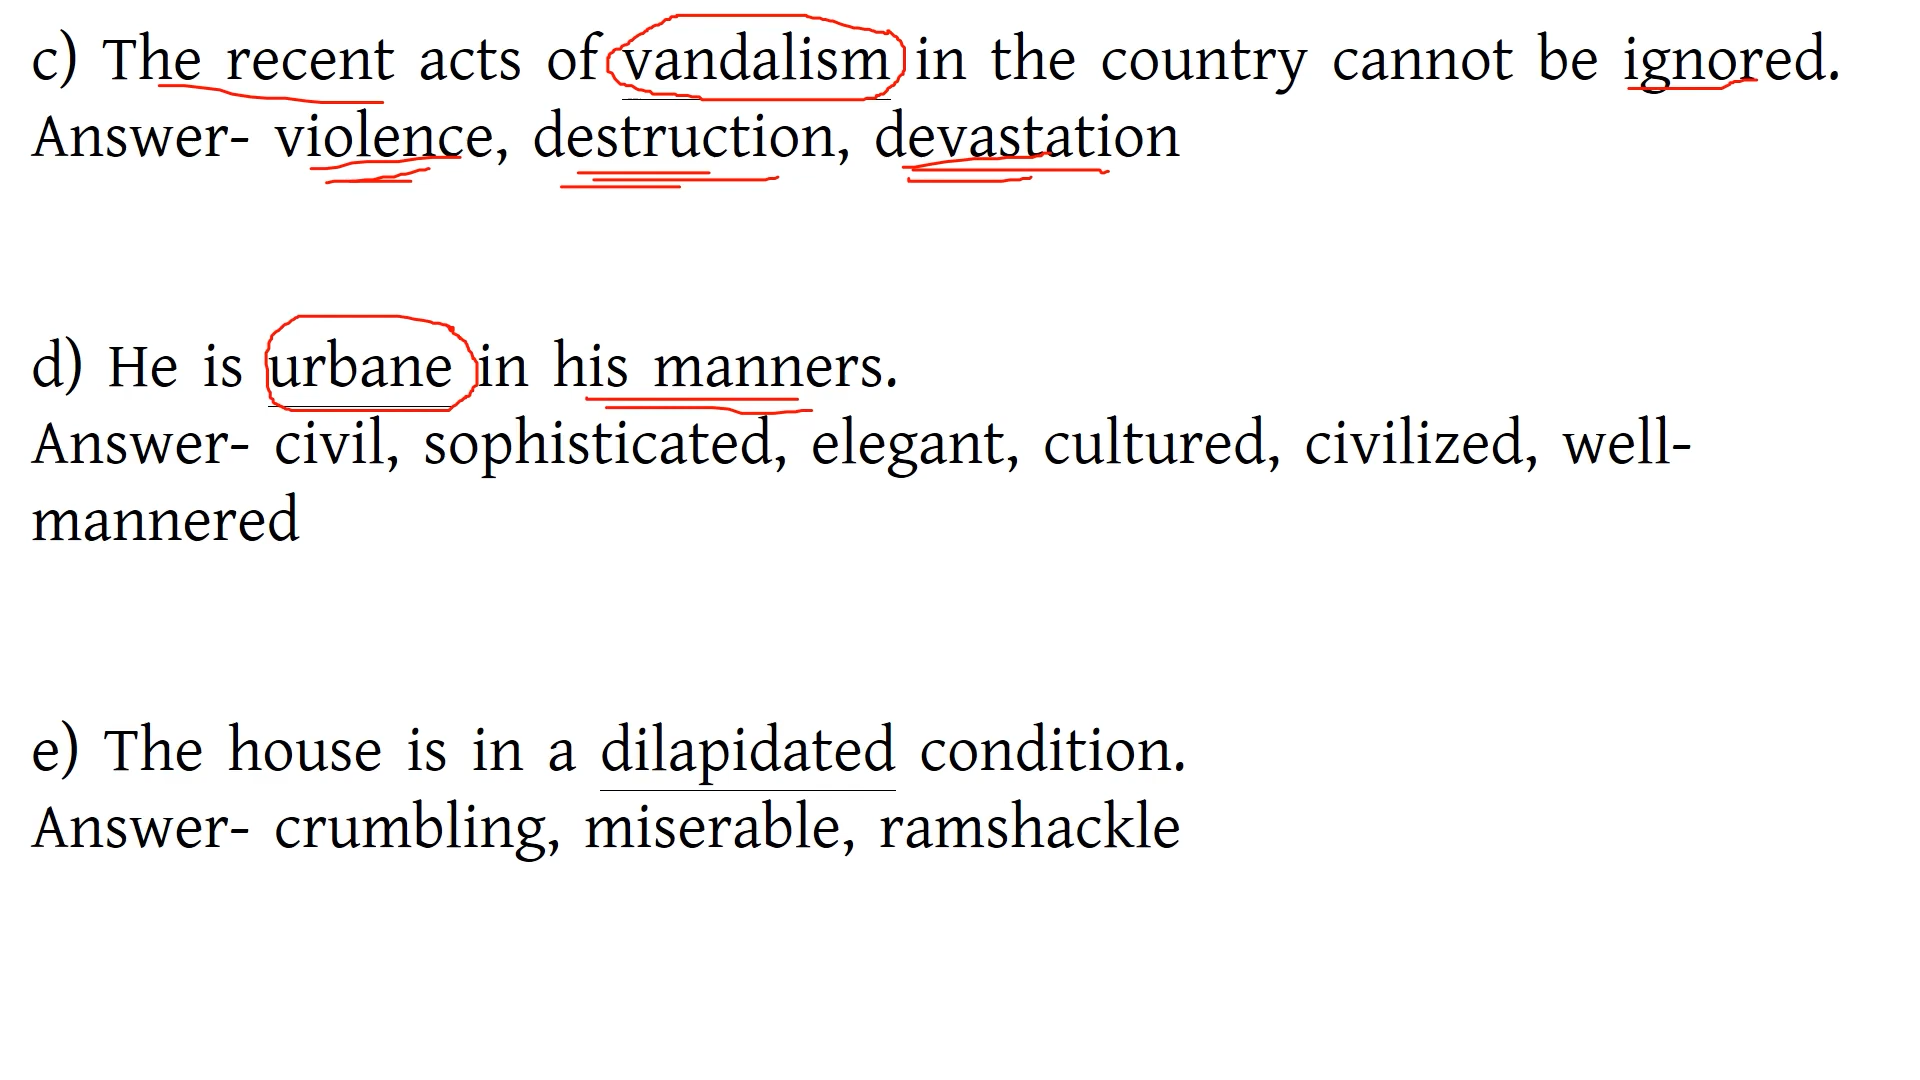 c) The recent acts of vandalism in the country cannot be ignored.
Answer- violence, destruction, devastation
d) He is urbane in his manners.
Answer- civil, sophisticated, elegant, cultured, civilized, well-
mannered
e) The house is in a dilapidated condition.
Answer- crumbling, miserable, ramshackle